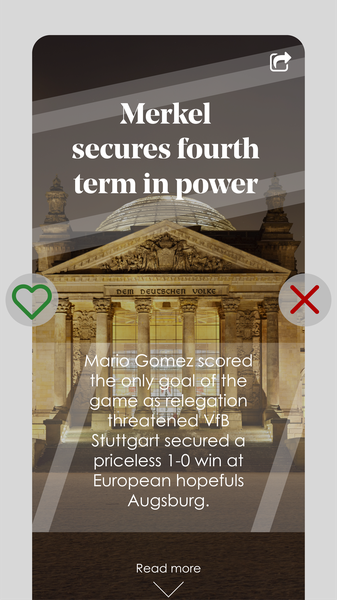 Merkel
secures fourth
term in power
DEM DEUTSCHEN VOLKE
Mario Gomez scored
the only goal of the
game as relegation
threatened VfB
Stuttgart secured a
priceless 1-0 win at
European hopefuls
Augsburg.
Read more